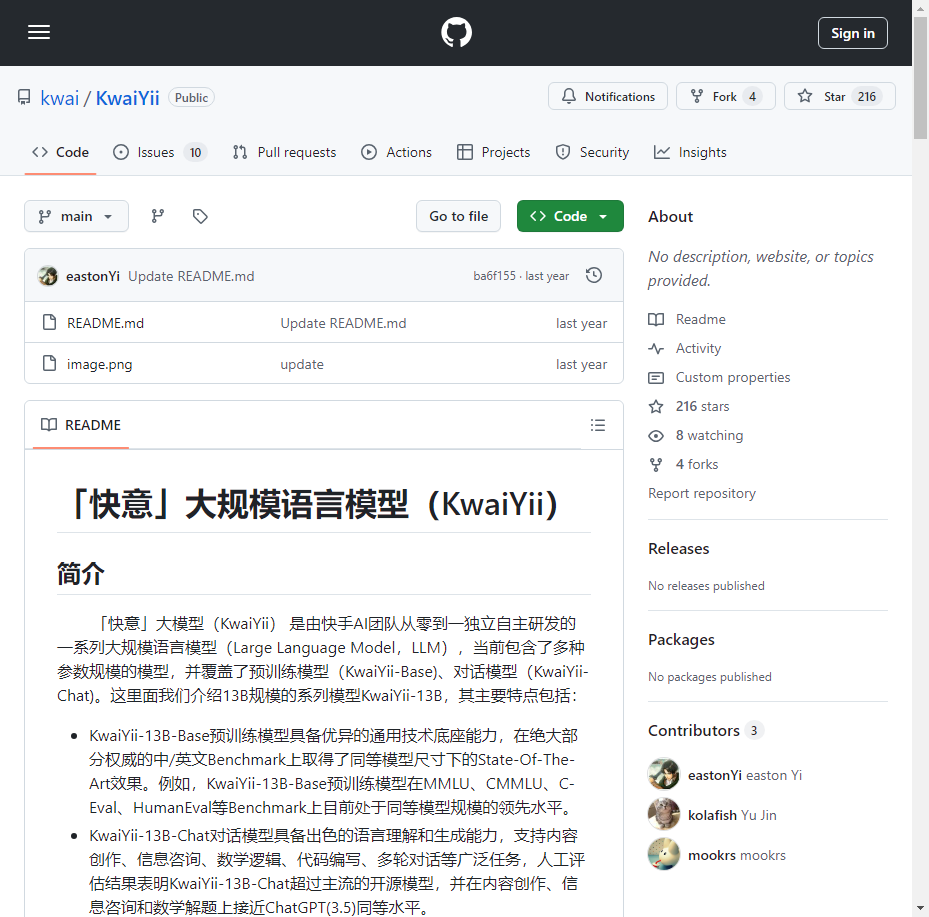 Sign in
kwai / KwaiYii Public
Notifications
Fork 4
Star 216
Code
Issues 10
Pull requests
Actions
Projects
Security
Insights
main
Go to file
Code
eastonYi Update README.md
ba6f155 · last year
README.md Update README.md last year
image.png update last year
README
「快意」大规模语言模型（KwaiYii）
简介
「快意」大模型（KwaiYii） 是由快手AI团队从零到一独立自主研发的
一系列大规模语言模型（Large Language Model，LLM），当前包含了多种
参数规模的模型，并覆盖了预训练模型（KwaiYii-Base)、对话模型（KwaiYii-
Chat)。这里面我们介绍13B规模的系列模型KwaiYii-13B，其主要特点包括：
KwaiYii-13B-Base预训练模型具备优异的通用技术底座能力，在绝大部
分权威的中/英文Benchmark上取得了同等模型尺寸下的State-Of-The-
Art效果。例如，KwaiYii-13B-Base预训练模型在MMLU、CMMLU、C-
Eval、HumanEval等Benchmark上目前处于同等模型规模的领先水平。
KwaiYii-13B-Chat对话模型具备出色的语言理解和生成能力，支持内容
创作、信息咨询、数学逻辑、代码编写、多轮对话等广泛任务，人工评
估结果表明KwaiYii-13B-Chat超过主流的开源模型，并在内容创作、信
息咨询和数学解题上接近ChatGPT(3.5)同等水平。
About
No description, website, or topics
provided.
Readme
Activity
Custom properties
216 stars
8 watching
4 forks
Report repository
Releases
No releases published
Packages
No packages published
Contributors 3
eastonYi easton Yi
kolafish Yu Jin
mookrs mookrs